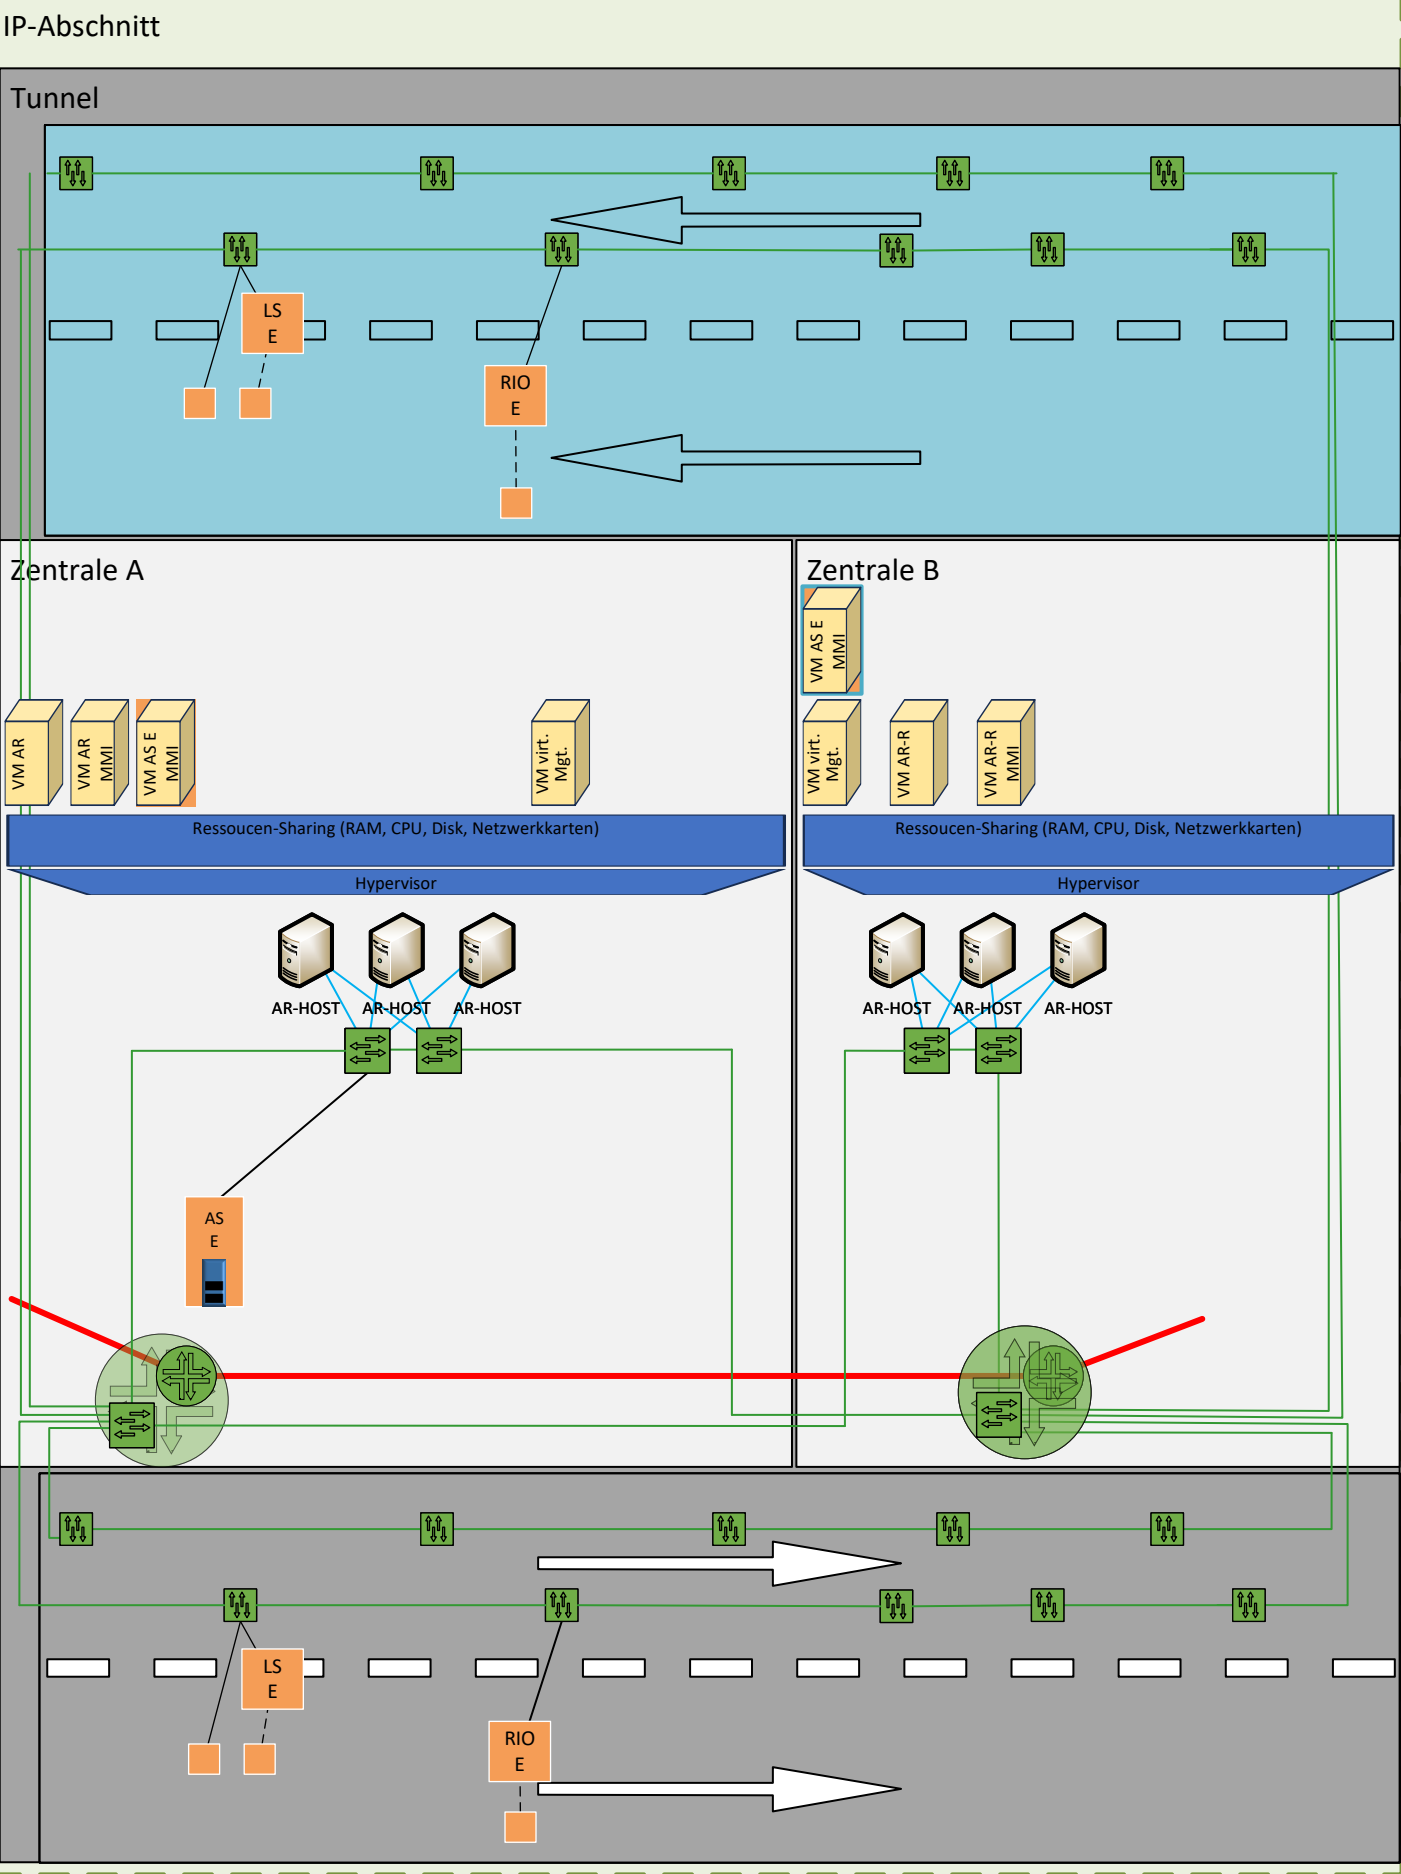 IP-Abschnitt
Tunnel
LS
E
RIO
E
Zentrale A
Zentrale B
VM AS E
MMI
VM AR
VM AR
MMI
VM AS E
MMI
VM virt.
Mgt.
VM virt.
Mgt.
VM AR-R
VM AR-R
MMI
Ressoucen-Sharing (RAM, CPU, Disk, Netzwerkkarten)
Ressoucen-Sharing (RAM, CPU, Disk, Netzwerkkarten)
Hypervisor
Hypervisor
AR-HOST
AR-HOST
AR-HOST
AR-HOST
AR-HOST
AR-HOST
AS
E
LS
E
RIO
E